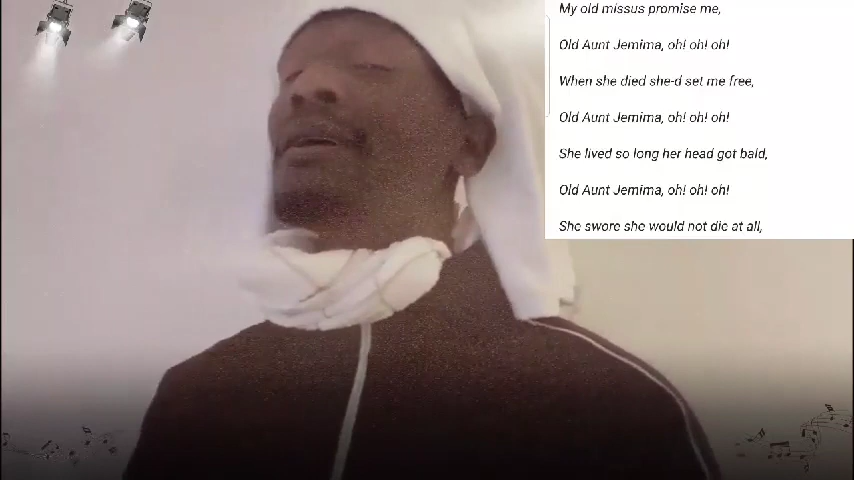 My old missus promise me,
Old Aunt Jemima, oh! oh! oh!
When she died she-d set me free,
Old Aunt Jemima, oh! oh! oh!
She lived so long her head got bald,
Old Aunt Jemima, oh! oh! oh!
She swore she would not die at all,